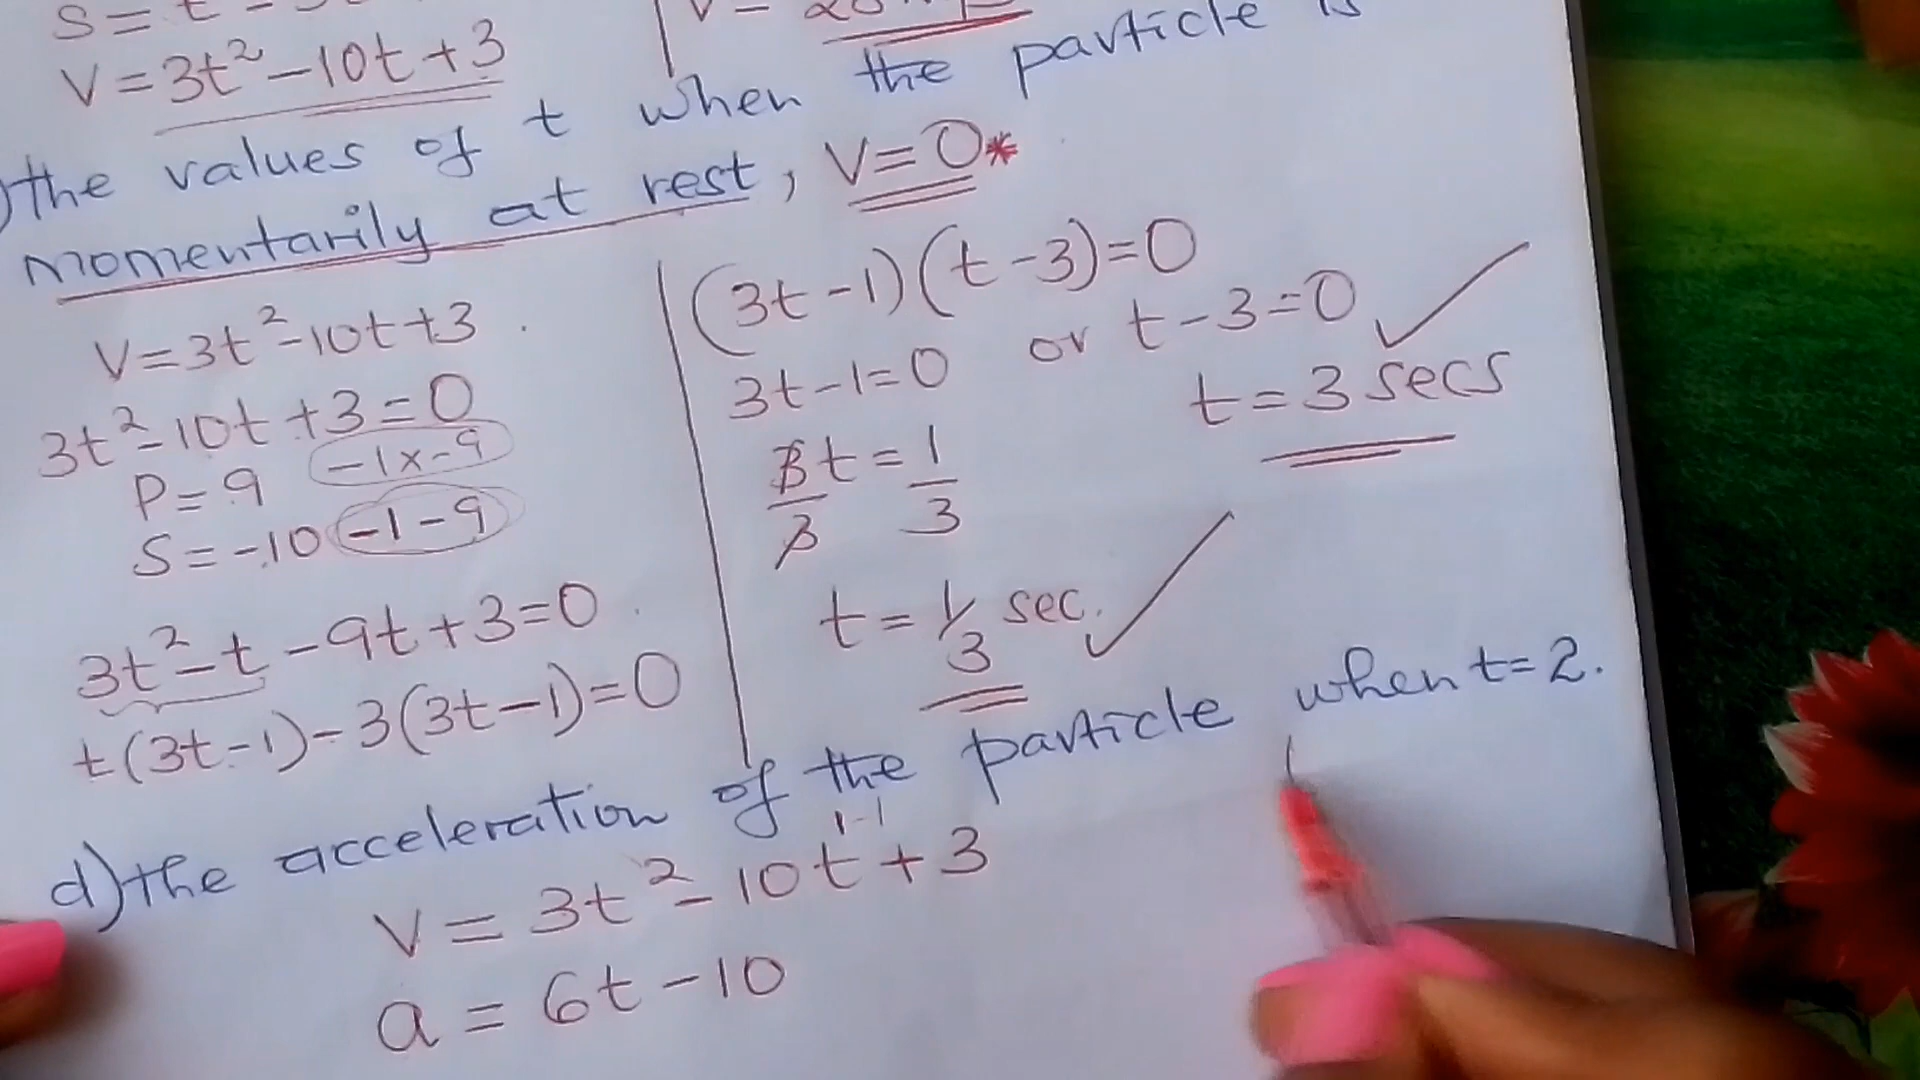 S = t
V = 3t² - 10t + 3
V =
the values of t when the particle is
momentarily at rest, V = 0*
V = 3t² - 10t + 3
3t² - 10t + 3 = 0
P = 9 -1 x -9
S = -10 -1 - 9
3t² - t - 9t + 3 = 0
t(3t - 1) - 3(3t - 1) = 0
(3t - 1)(t - 3) = 0
3t - 1 = 0 or t - 3 = 0
t = 3 secs
3t/3 = 1/3
t = 1/3 sec.
d) the acceleration of the particle when t = 2.
1-1
V = 3t² - 10t + 3
a = 6t - 10